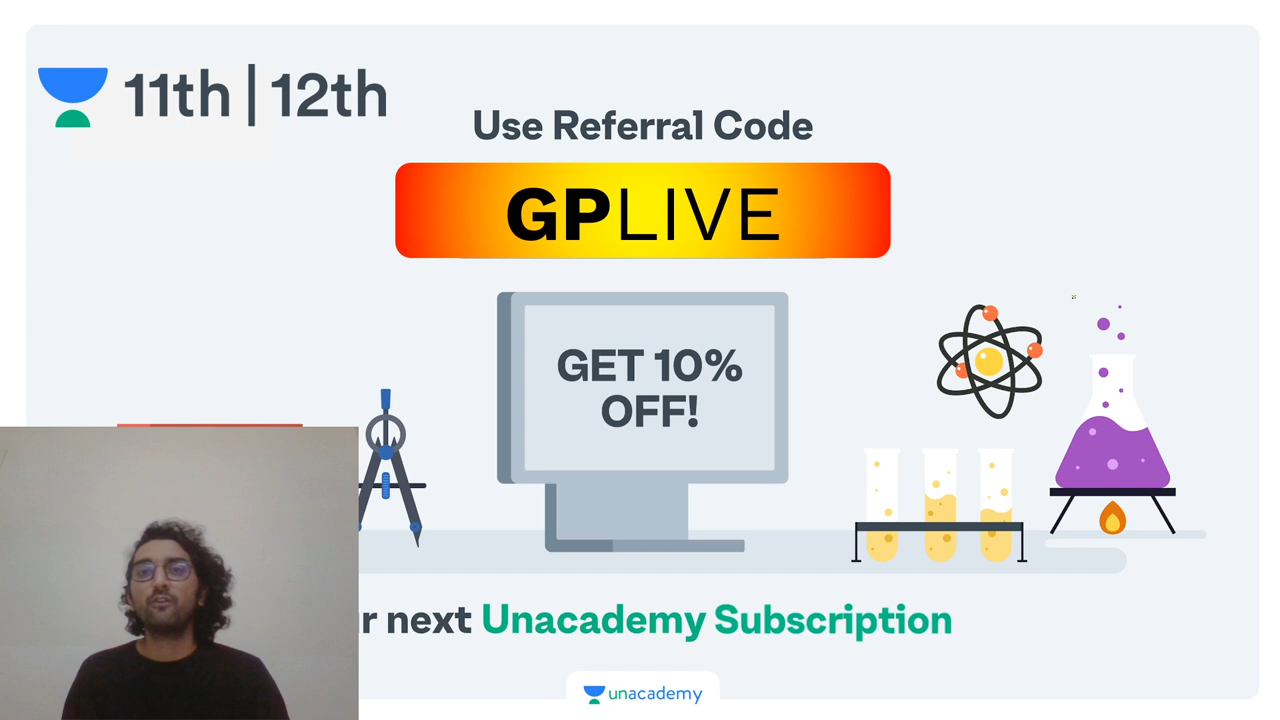 11th | 12th
Use Referral Code
GPLIVE
GET 10%
OFF!
next Unacademy Subscription
unacademy